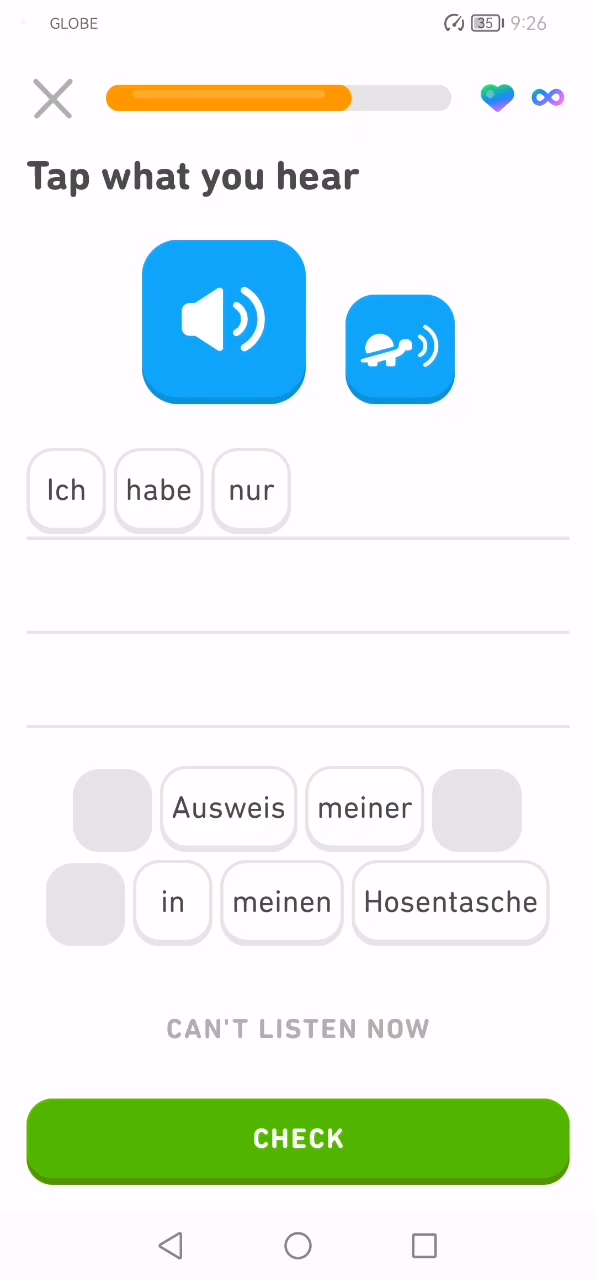 GLOBE 35 9:26
Tap what you hear
Ich habe nur
Ausweis meiner
in meinen Hosentasche
CAN'T LISTEN NOW
CHECK